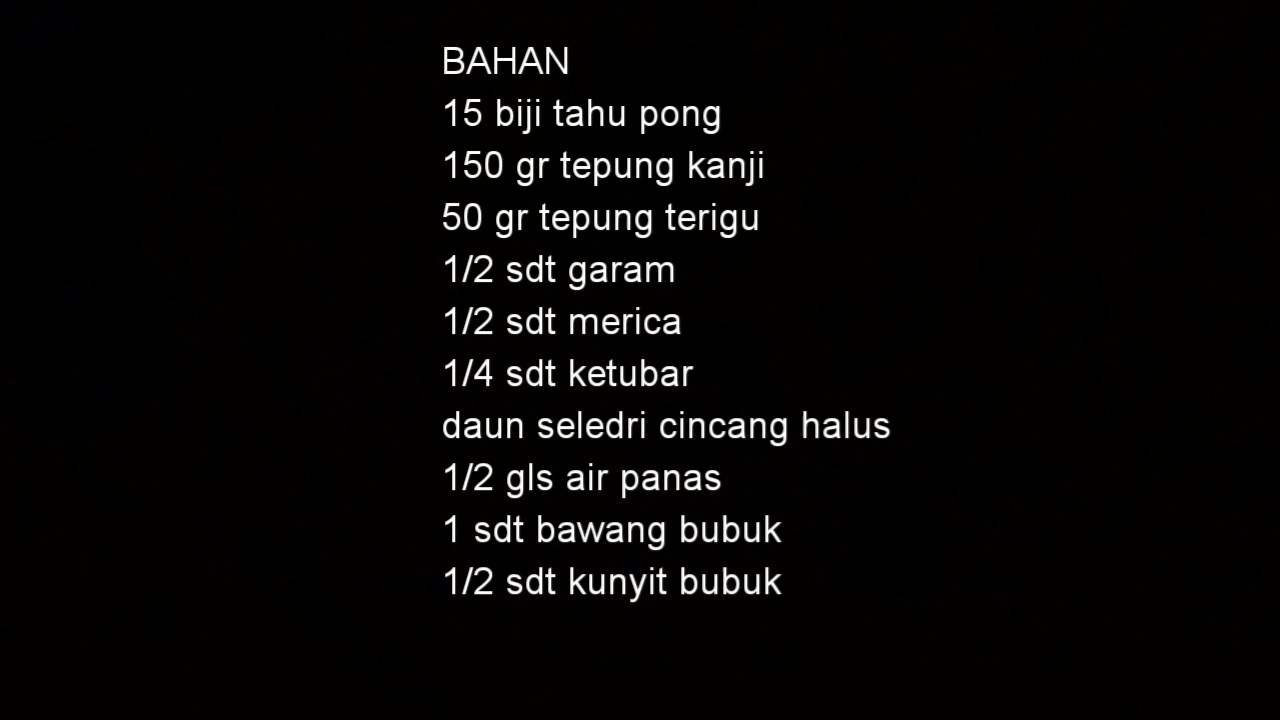 BAHAN
15 biji tahu pong
150 gr tepung kanji
50 gr tepung terigu
1/2 sdt garam
1/2 sdt merica
1/4 sdt ketubar
daun seledri cincang halus
1/2 gls air panas
1 sdt bawang bubuk
1/2 sdt kunyit bubuk